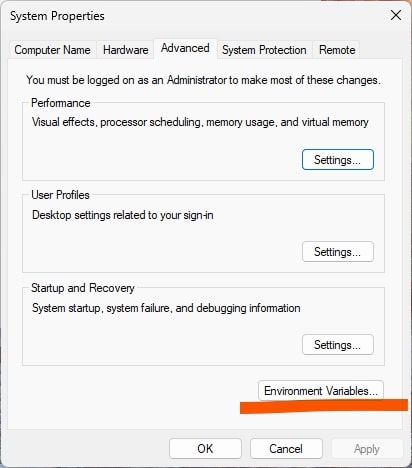 System Properties
Computer Name Hardware Advanced System Protection Remote
You must be logged on as an Administrator to make most of these changes.
Performance
Visual effects, processor scheduling, memory usage, and virtual memory
Settings...
User Profiles
Desktop settings related to your sign-in
Settings...
Startup and Recovery
System startup, system failure, and debugging information
Settings...
Environment Variables...
OK Cancel Apply